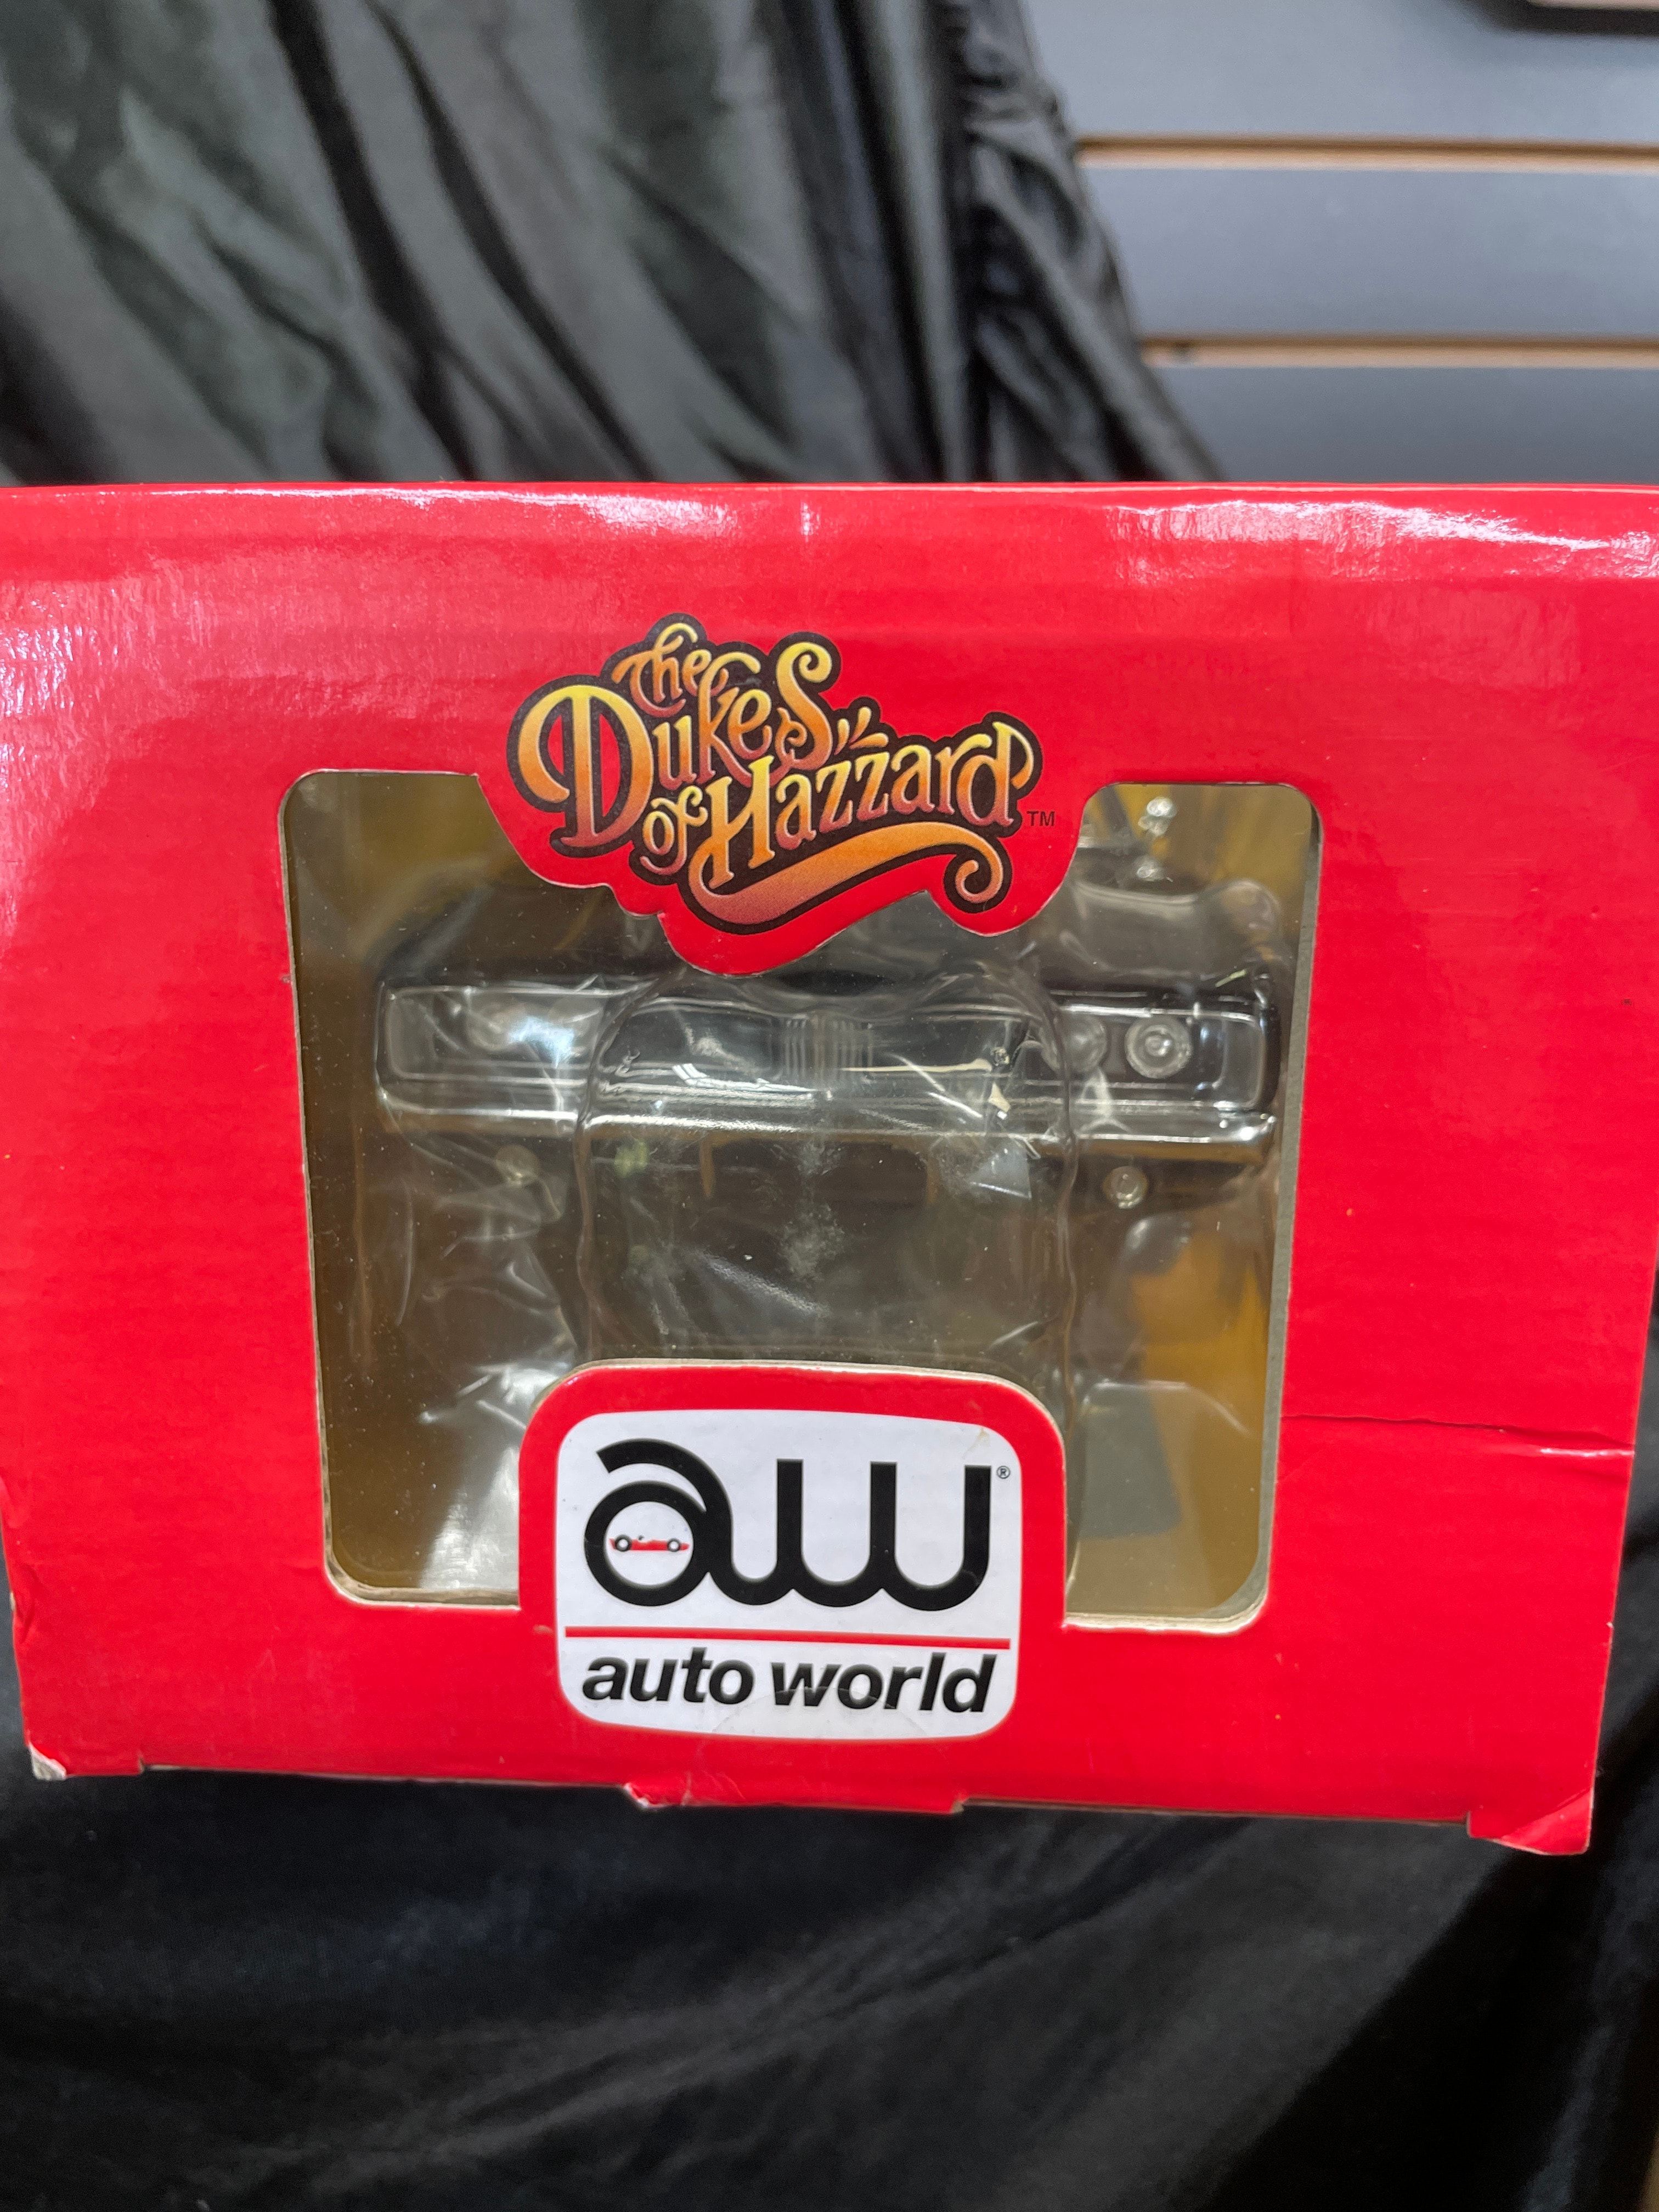 The
Dukes
of Hazzard™
aw®
auto world